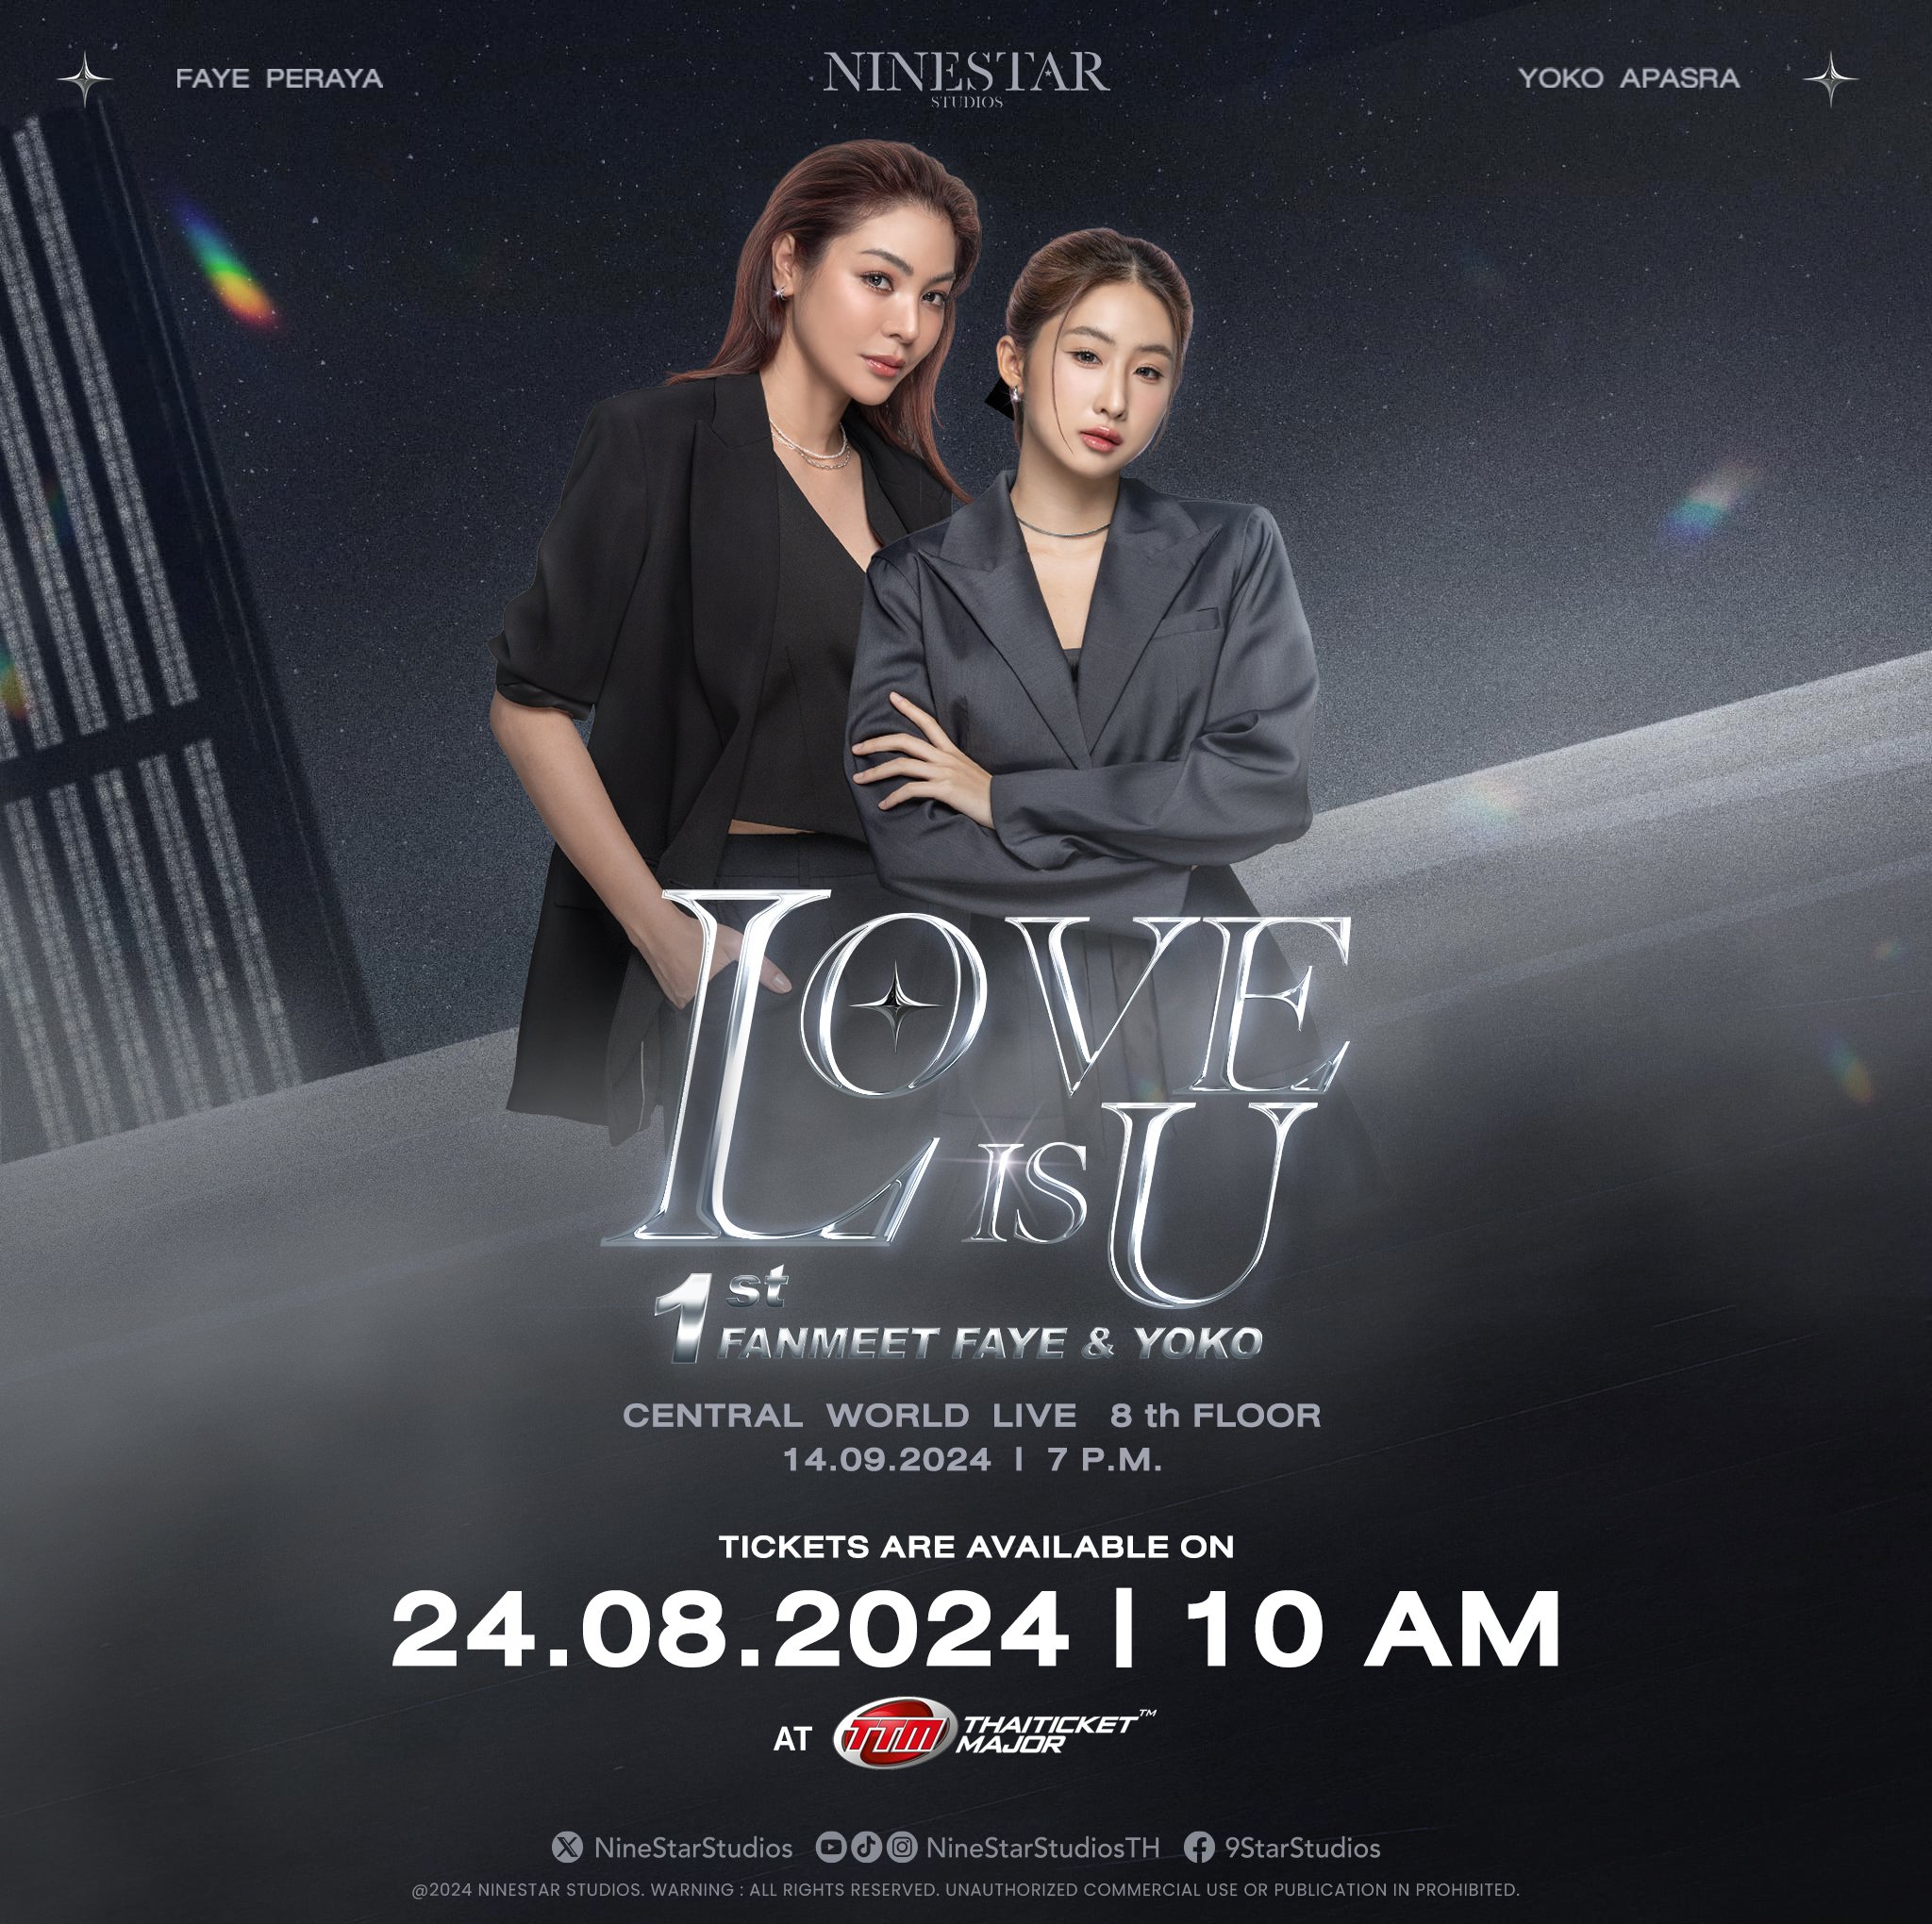 FAYE PERAYA
NINESTAR
STUDIOS
YOKO APASRA
LOVE
IS U
1st
FANMEET FAYE & YOKO
CENTRAL WORLD LIVE 8 th FLOOR
14.09.2024 | 7 P.M.
TICKETS ARE AVAILABLE ON
24.08.2024 | 10 AM
AT TTM THAITICKET MAJOR™
NineStarStudios NineStarStudiosTH 9StarStudios
@2024 NINESTAR STUDIOS. WARNING : ALL RIGHTS RESERVED. UNAUTHORIZED COMMERCIAL USE OR PUBLICATION IN PROHIBITED.